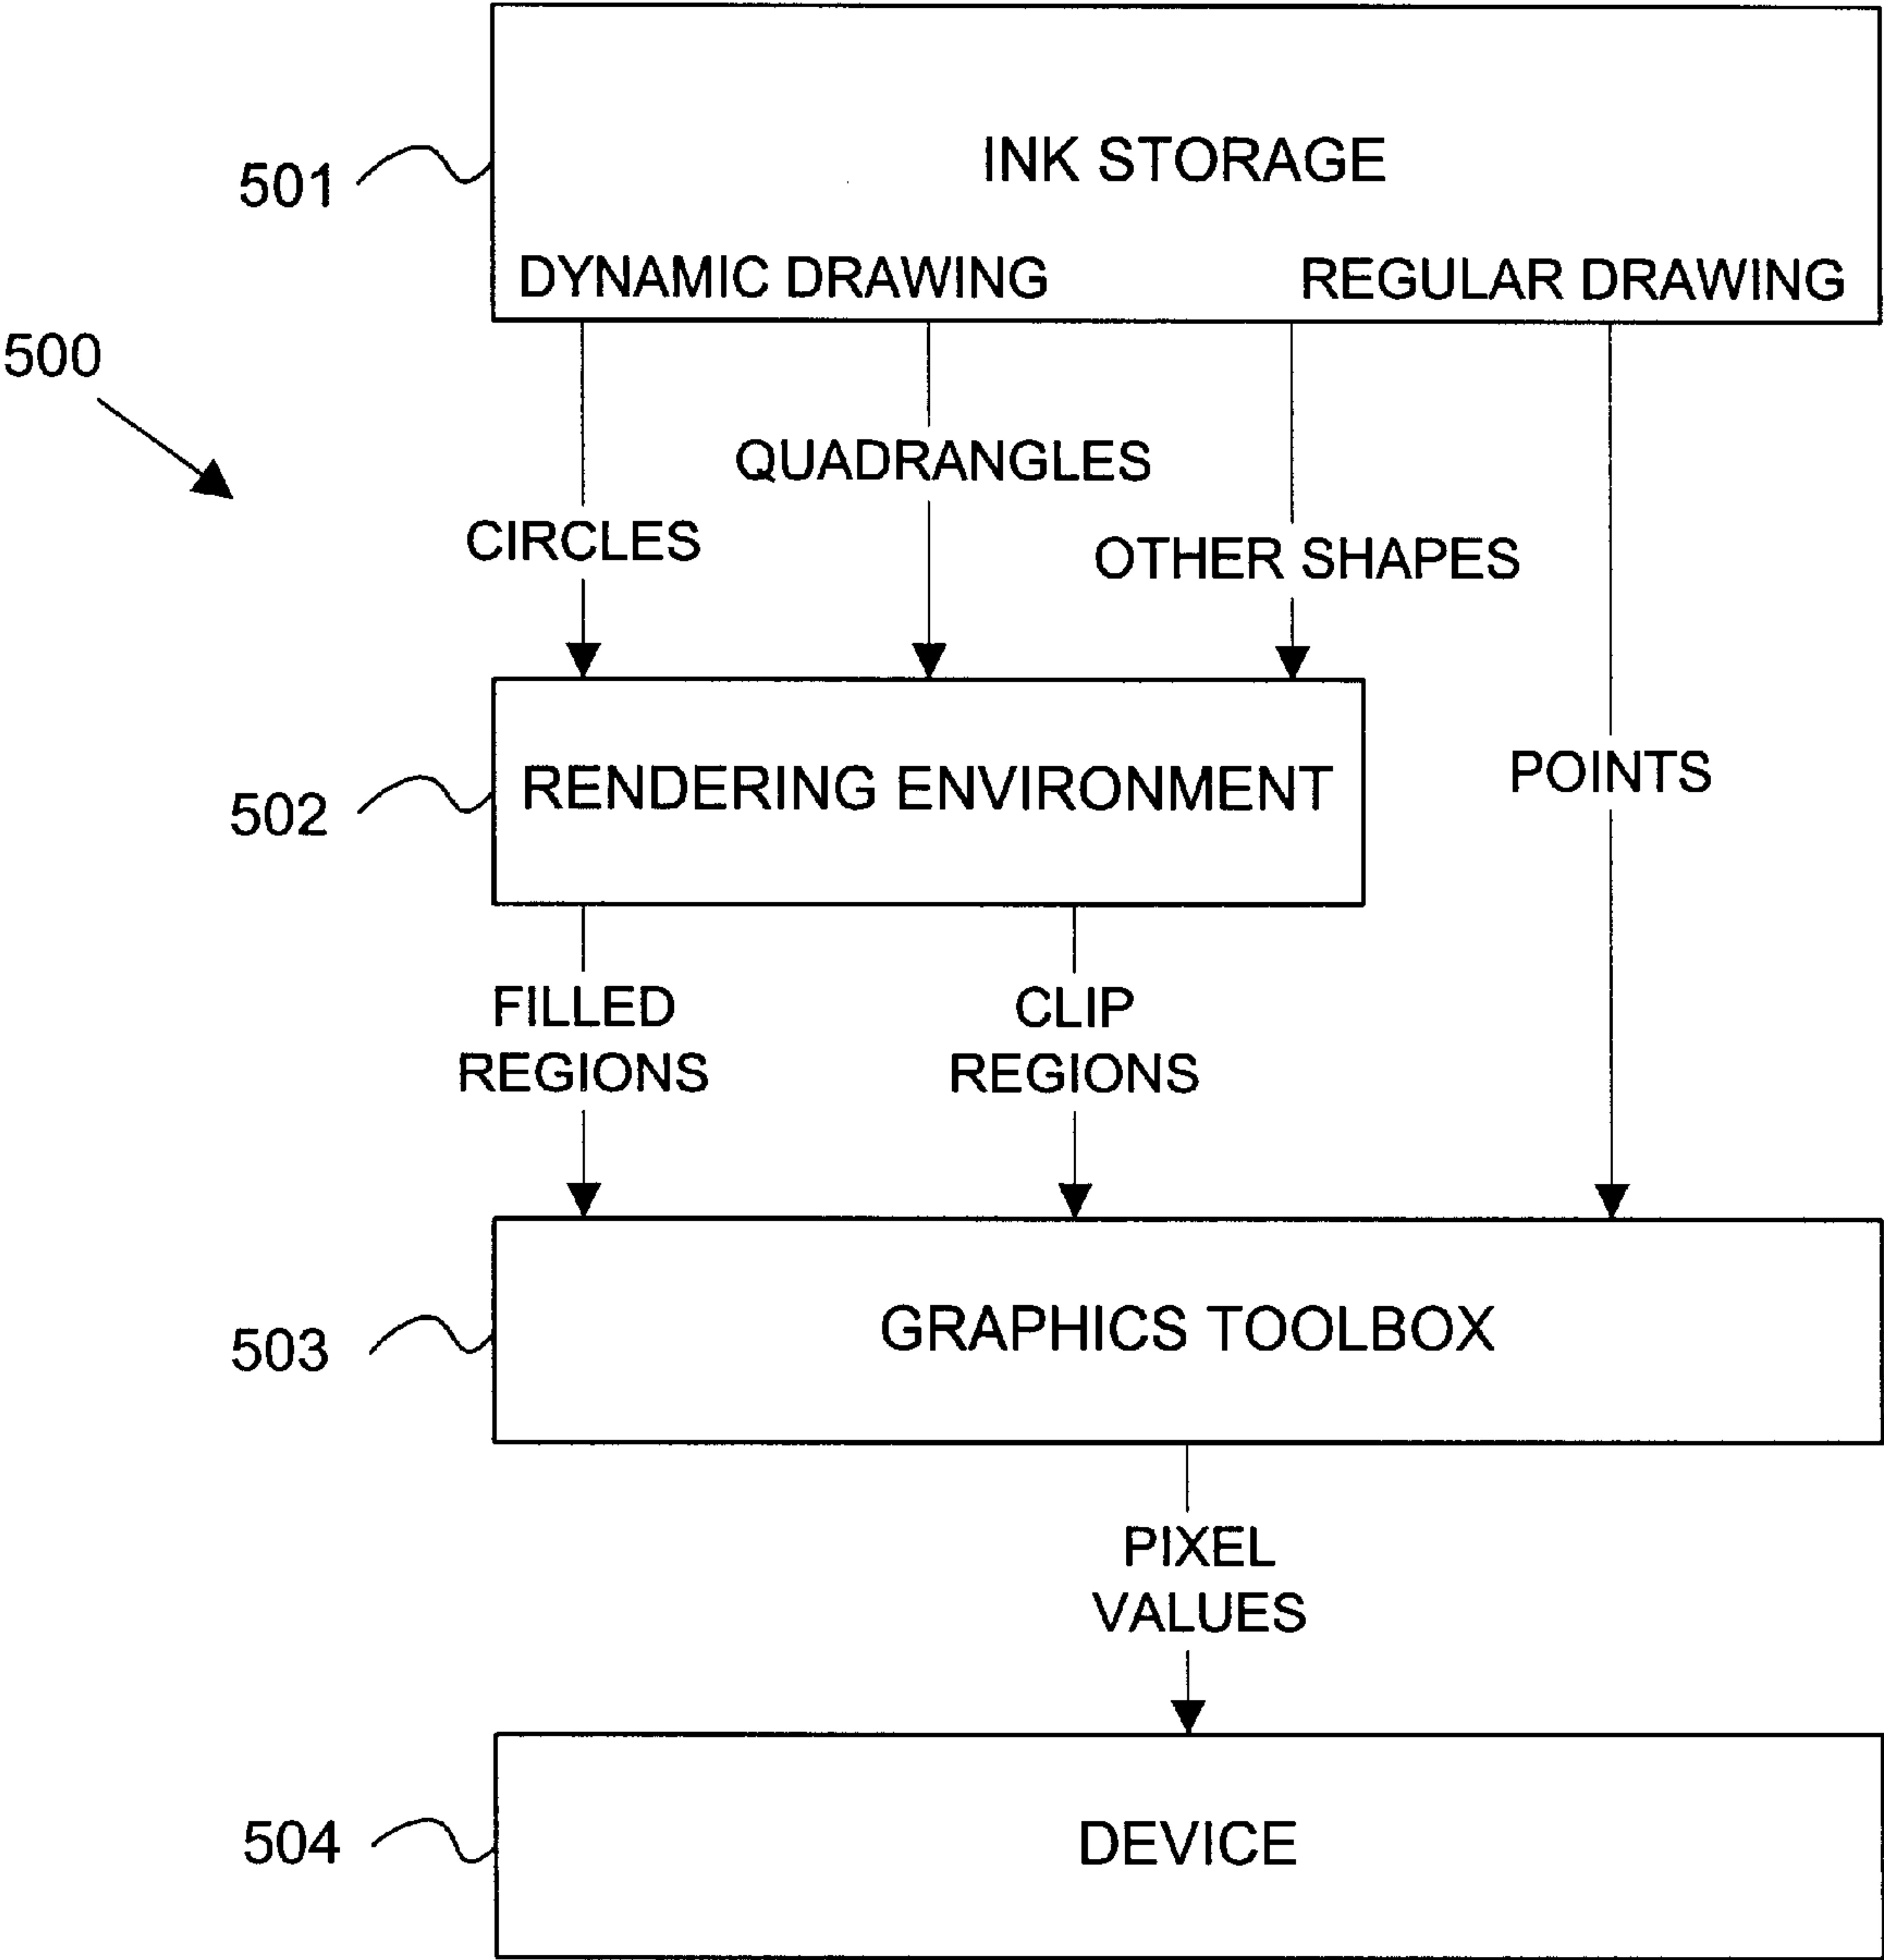 INK STORAGE
501
DYNAMIC DRAWING
REGULAR DRAWING
500
QUADRANGLES
CIRCLES
OTHER SHAPES
POINTS
RENDERING ENVIRONMENT
502
FILLED
REGIONS
CLIP
REGIONS
GRAPHICS TOOLBOX
503
PIXEL
VALUES
DEVICE
504